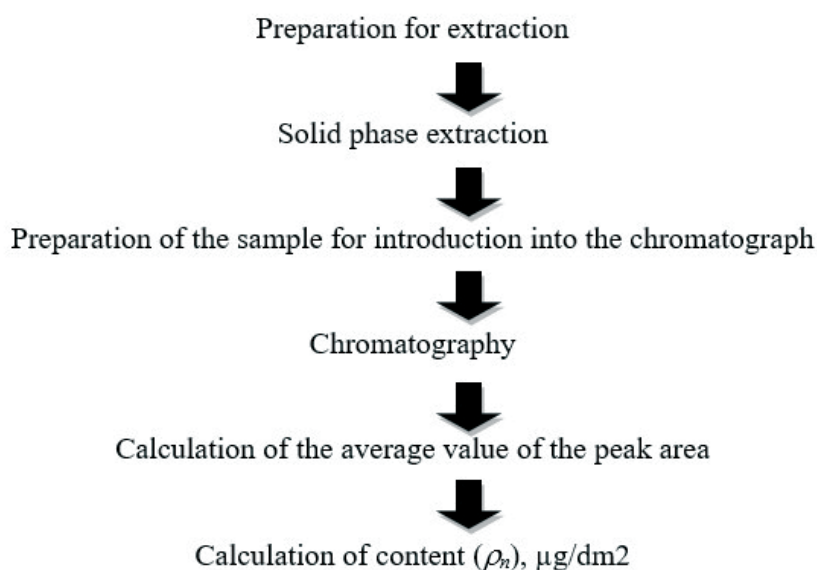 Preparation for extraction
Solid phase extraction
Preparation of the sample for introduction into the chromatograph
Chromatography
Calculation of the average value of the peak area
Calculation of content (ρn), µg/dm2